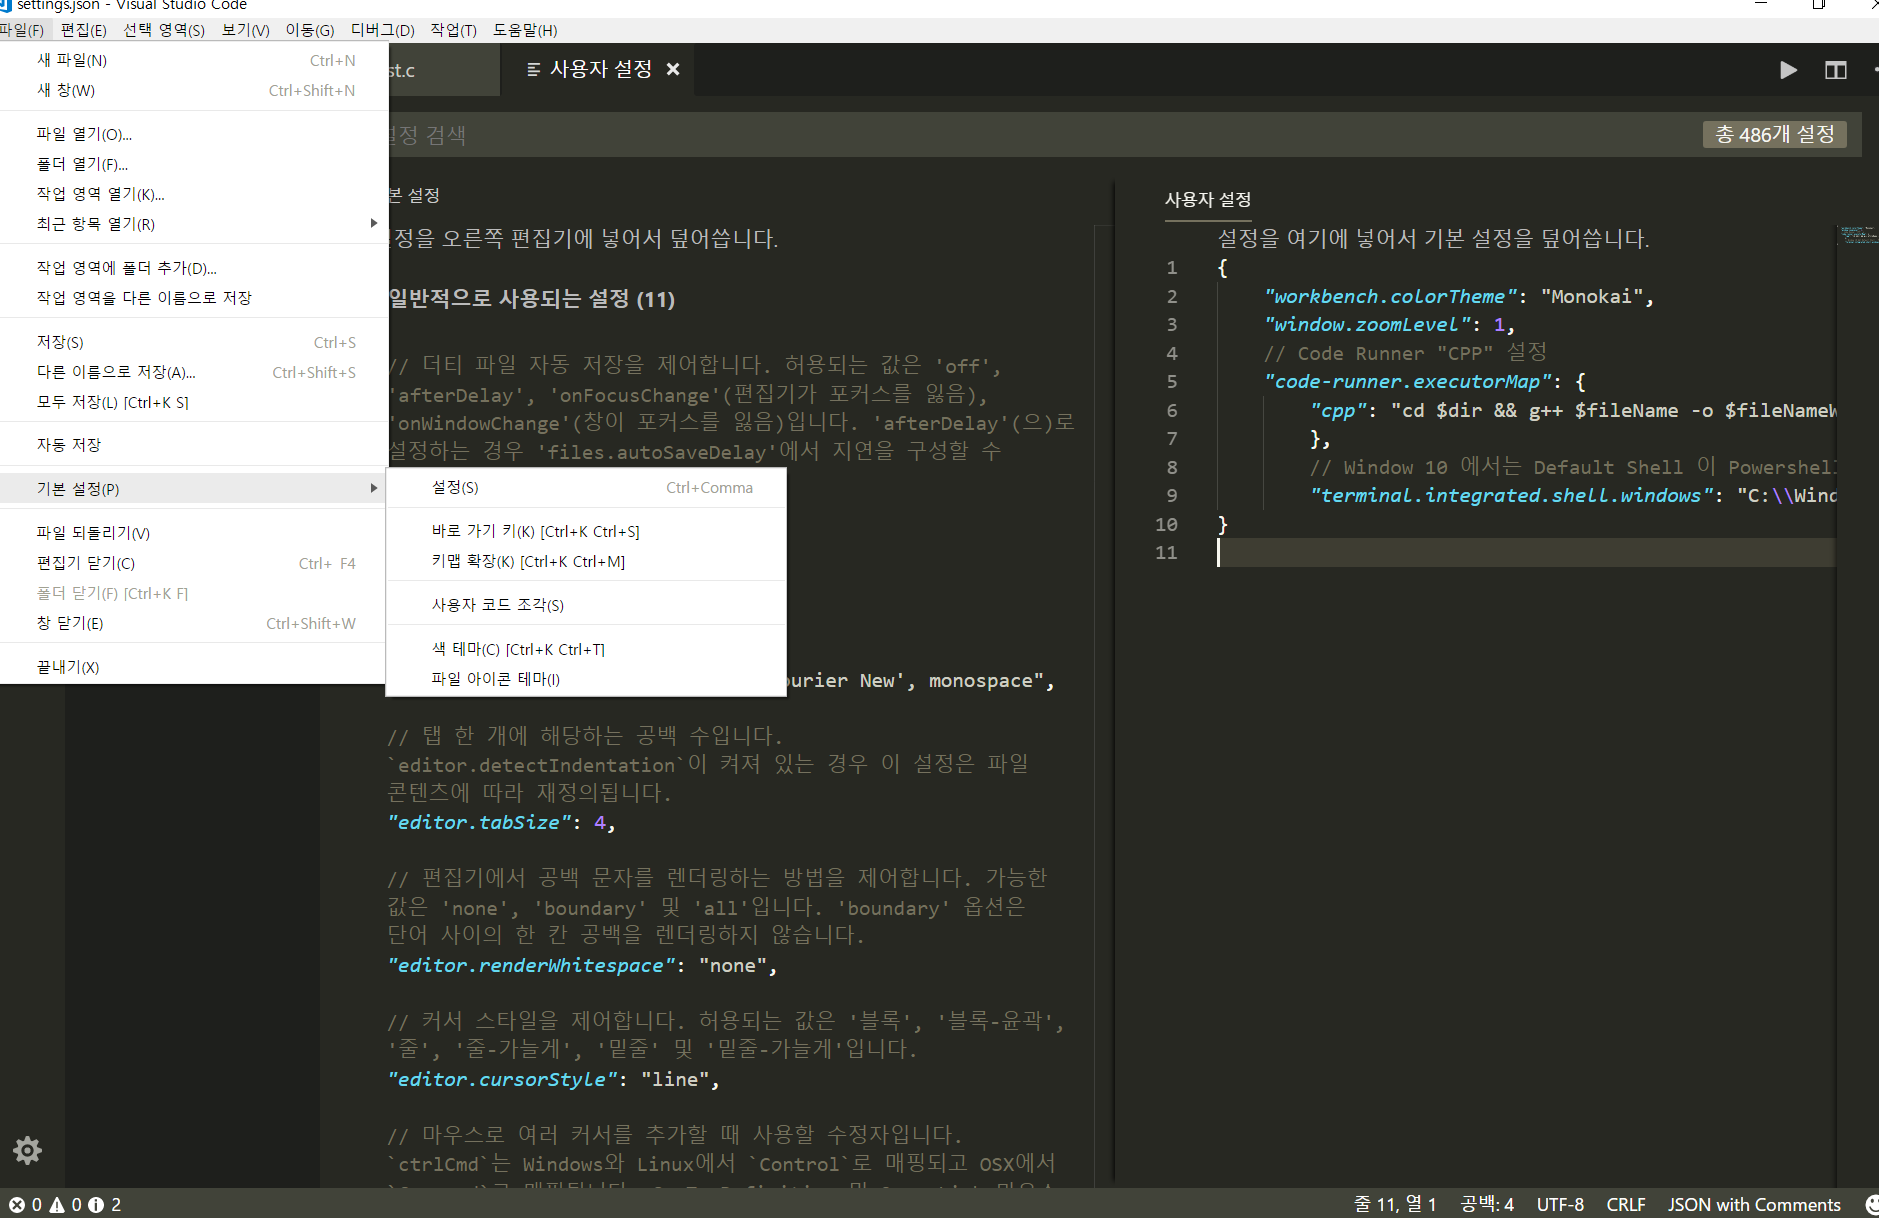 settings.json - Visual Studio Code
파일(F) 편집(E) 선택 영역(S) 보기(V) 이동(G) 디버그(D) 작업(T) 도움말(H)
새 파일(N) Ctrl+N
새 창(W) Ctrl+Shift+N
파일 열기(O)...
폴더 열기(F)...
작업 영역 열기(K)...
최근 항목 열기(R)
작업 영역에 폴더 추가(D)...
작업 영역을 다른 이름으로 저장
저장(S) Ctrl+S
다른 이름으로 저장(A)... Ctrl+Shift+S
모두 저장(L) [Ctrl+K S]
자동 저장
기본 설정(P)
파일 되돌리기(V)
편집기 닫기(C) Ctrl+ F4
폴더 닫기(F) [Ctrl+K F]
창 닫기(E) Ctrl+Shift+W
끝내기(X)
설정(S) Ctrl+Comma
바로 가기 키(K) [Ctrl+K Ctrl+S]
키맵 확장(K) [Ctrl+K Ctrl+M]
사용자 코드 조각(S)
색 테마(C) [Ctrl+K Ctrl+T]
파일 아이콘 테마(I)
st.c
사용자 설정
설정 검색
총 486개 설정
본 설정
정을 오른쪽 편집기에 넣어서 덮어씁니다.
일반적으로 사용되는 설정 (11)
// 더티 파일 자동 저장을 제어합니다. 허용되는 값은 'off',
'afterDelay', 'onFocusChange'(편집기가 포커스를 잃음),
'onWindowChange'(창이 포커스를 잃음)입니다. 'afterDelay'(으)로
설정하는 경우 'files.autoSaveDelay'에서 지연을 구성할 수
ourier New', monospace",
// 탭 한 개에 해당하는 공백 수입니다.
`editor.detectIndentation`이 켜져 있는 경우 이 설정은 파일
콘텐츠에 따라 재정의됩니다.
"editor.tabSize": 4,
// 편집기에서 공백 문자를 렌더링하는 방법을 제어합니다. 가능한
값은 'none', 'boundary' 및 'all'입니다. 'boundary' 옵션은
단어 사이의 한 칸 공백을 렌더링하지 않습니다.
"editor.renderWhitespace": "none",
// 커서 스타일을 제어합니다. 허용되는 값은 '블록', '블록-윤곽',
'줄', '줄-가늘게', '밑줄' 및 '밑줄-가늘게'입니다.
"editor.cursorStyle": "line",
// 마우스로 여러 커서를 추가할 때 사용할 수정자입니다.
`ctrlCmd`는 Windows와 Linux에서 `Control`로 매핑되고 OSX에서
사용자 설정
설정을 여기에 넣어서 기본 설정을 덮어씁니다.
1 {
2 "workbench.colorTheme": "Monokai",
3 "window.zoomLevel": 1,
4 // Code Runner "CPP" 설정
5 "code-runner.executorMap": {
6 "cpp": "cd $dir && g++ $fileName -o $fileNameW
7 },
8 // Window 10 에서는 Default Shell 이 Powershell
9 "terminal.integrated.shell.windows": "C:\\Wind
10 }
11
0 0 2
줄 11, 열 1 공백: 4 UTF-8 CRLF JSON with Comments